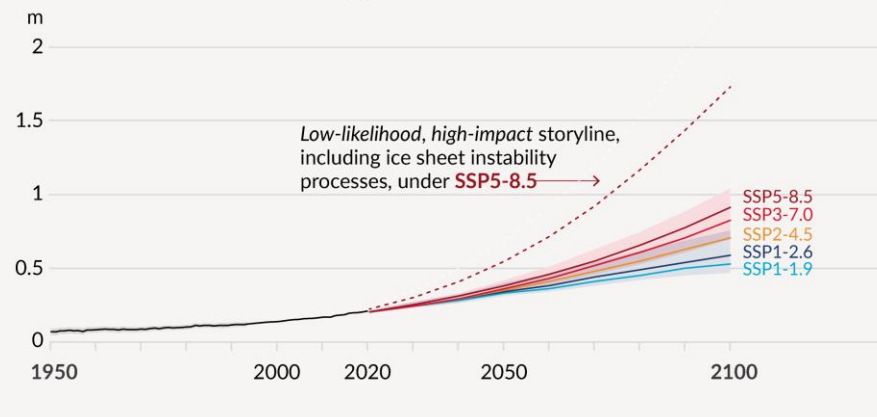 m
2
1.5
Low-likelihood, high-impact storyline,
including ice sheet instability
processes, under SSP5-8.5
1
SSP5-8.5
SSP3-7.0
SSP2-4.5
SSP1-2.6
SSP1-1.9
0.5
0
1950 2000 2020 2050 2100